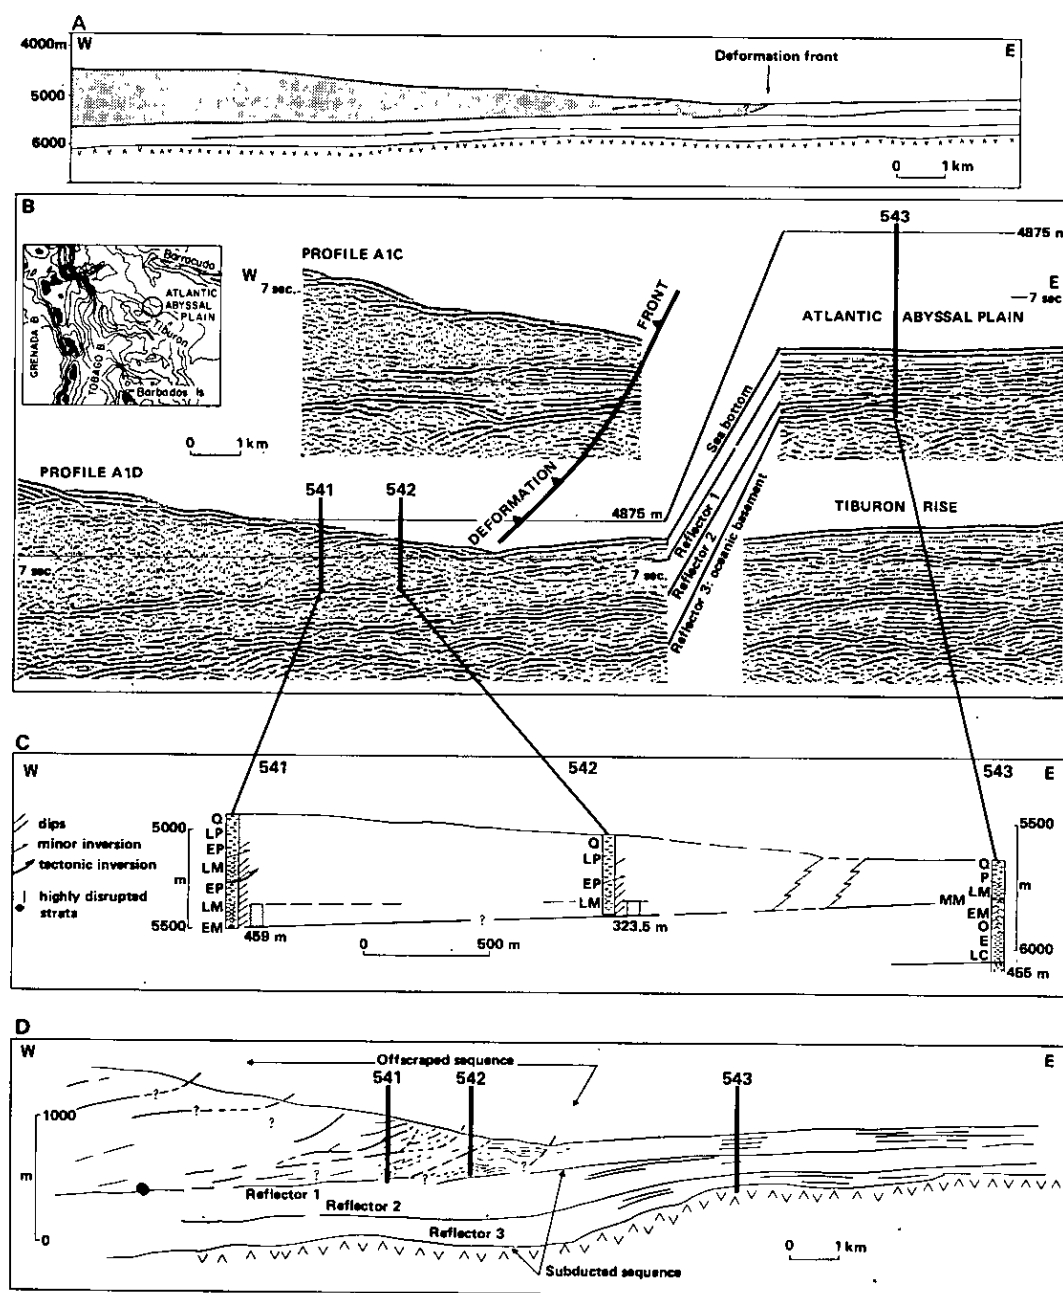 A
4000m
W
E
Deformation front
5000
?
6000
0 1 km
B
543
4875 m
PROFILE A1C
W
7 sec.
E
7 sec.
Barracuda
ATLANTIC
ABYSSAL
PLAIN
Tiburon
GRENADA B
TOBAGO B
Barbados Is
FRONT
ATLANTIC ABYSSAL PLAIN
0 1 km
Sea bottom
PROFILE A1D
541 542
DEFORMATION
4875 m
Reflector 1
Reflector 2
Reflector 3: oceanic basement
TIBURON RISE
7 sec.
7 sec.
C
W
541
542
543
E
dips
minor inversion
tectonic inversion
highly disrupted
strata
5000
m
5500
Q
LP
EP
LM
EP
LM
EM
459 m
0 500 m
?
Q
LP
EP
LM
323.5 m
Q
P
LM
MM
EM
O
E
LC
5500
m
6000
455 m
D
W
E
Offscraped sequence
541 542
543
?
?
?
?
?
?
1000
m
0
Reflector 1
Reflector 2
Reflector 3
Subducted sequence
0 1 km